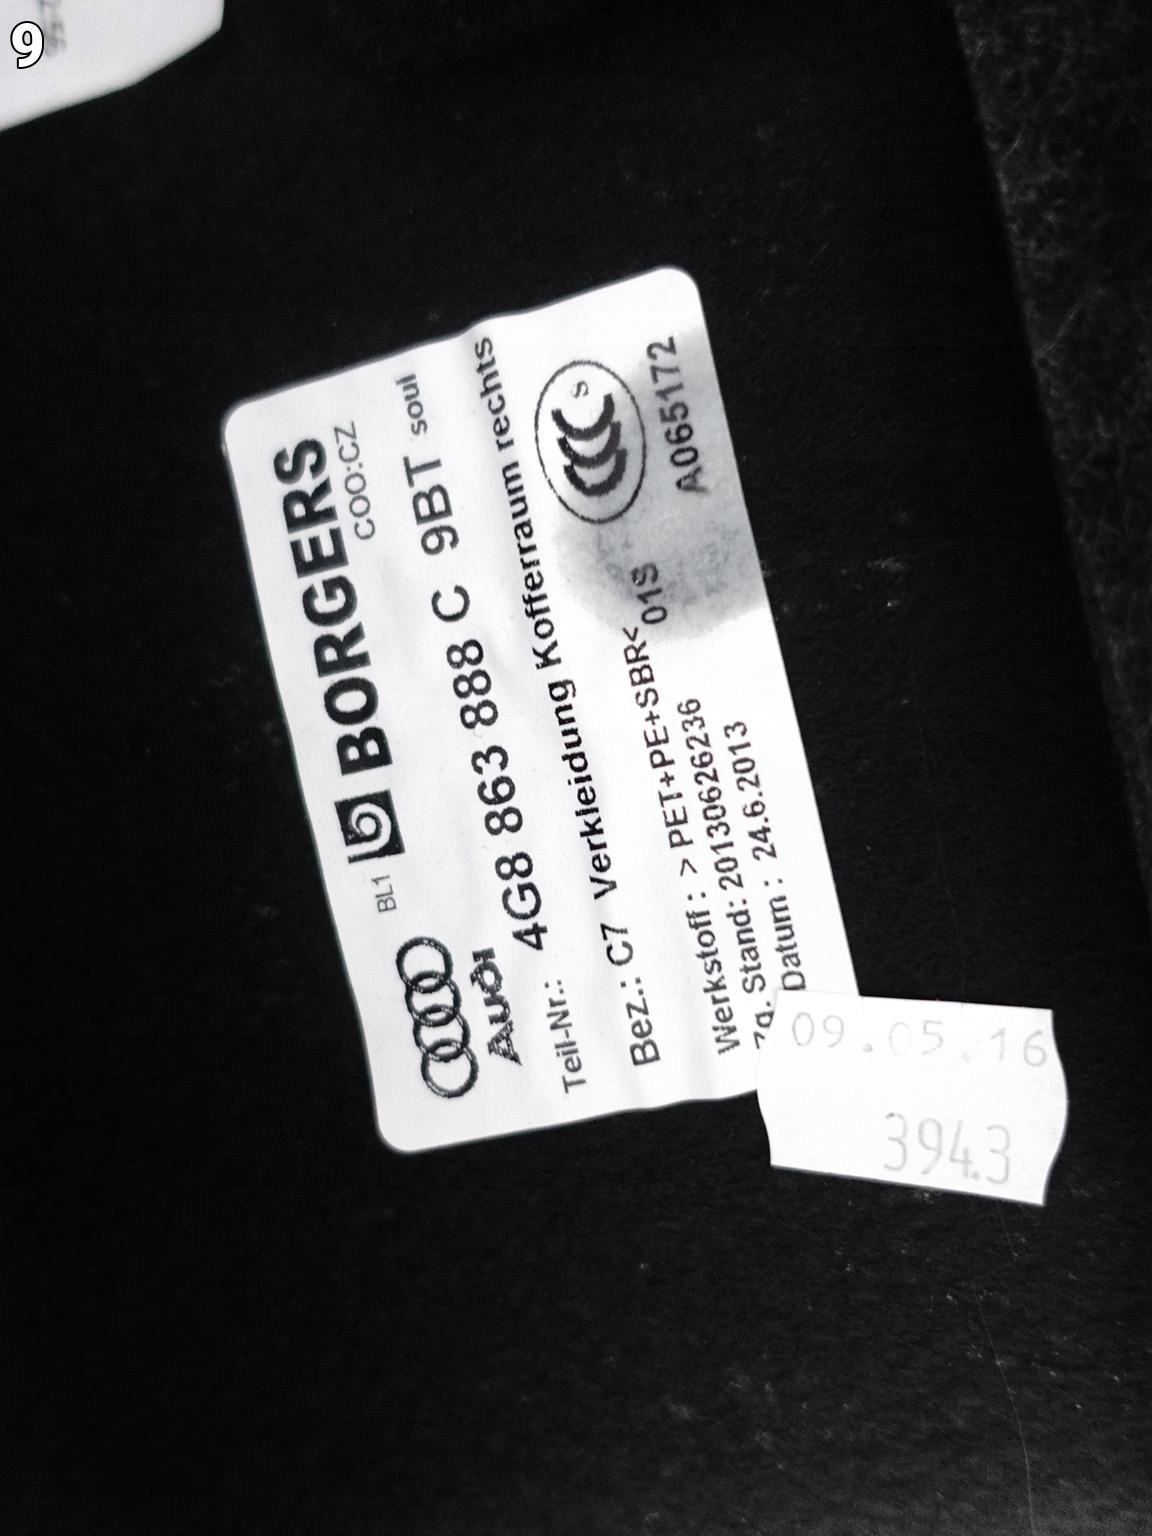 9
BL1 BORGERS
COO:CZ
Audi
Teil-Nr.: 4G8 863 888 C 9BT soul
Bez.: C7 Verkleidung Kofferraum rechts
CCC S
Werkstoff : > PET+PE+SBR<
01S
A065172
Zg. Stand: 20130626236
Datum : 24.6.2013
09.05.16
394.3